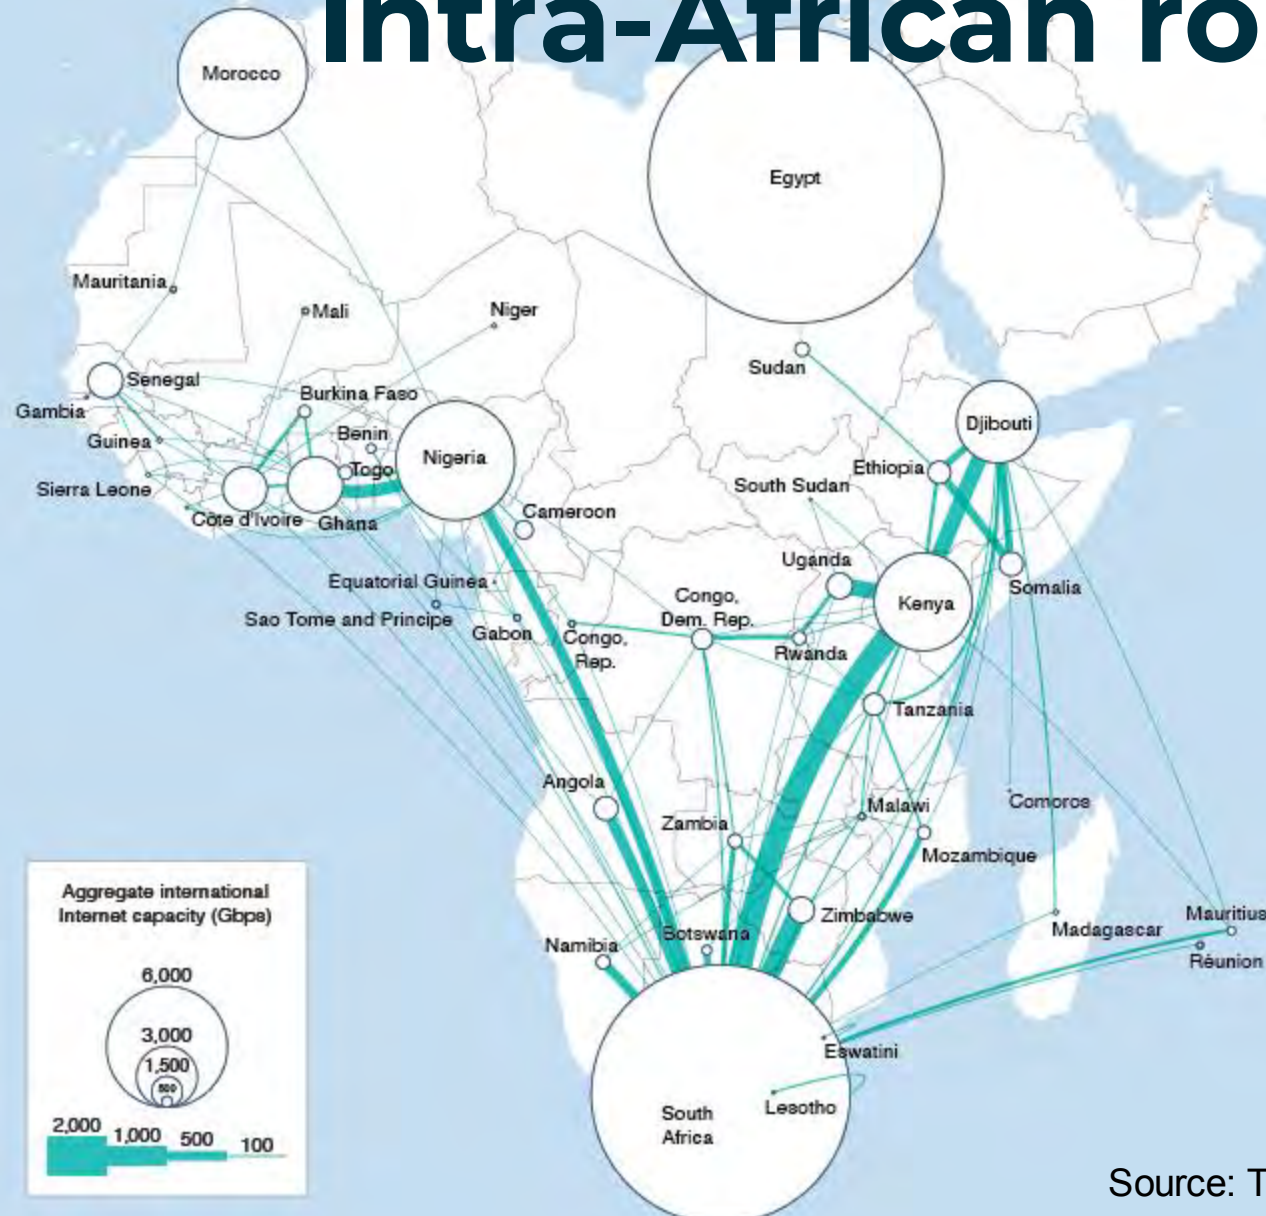 Intra-African ro
Morocco
Egypt
Mauritania
Mali
Niger
Sudan
Senegal
Gambia
Burkina Faso
Guinea
Benin
Nigeria
Djibouti
Togo
Ethiopia
Sierra Leone
South Sudan
Côte d'Ivoire
Ghana
Cameroon
Uganda
Equatorial Guinea
Somalia
Kenya
Congo,
Dem. Rep.
Sao Tome and Principe
Gabon
Congo,
Rep.
Rwanda
Tanzania
Angola
Comoros
Malawi
Zambia
Mozambique
Zimbabwe
Mauritius
Madagascar
Botswana
Namibia
Réunion
Eswatini
Lesotho
South
Africa
Aggregate international
Internet capacity (Gbps)
6,000
3,000
1,500
500
2,000
1,000
500
100
Source: T